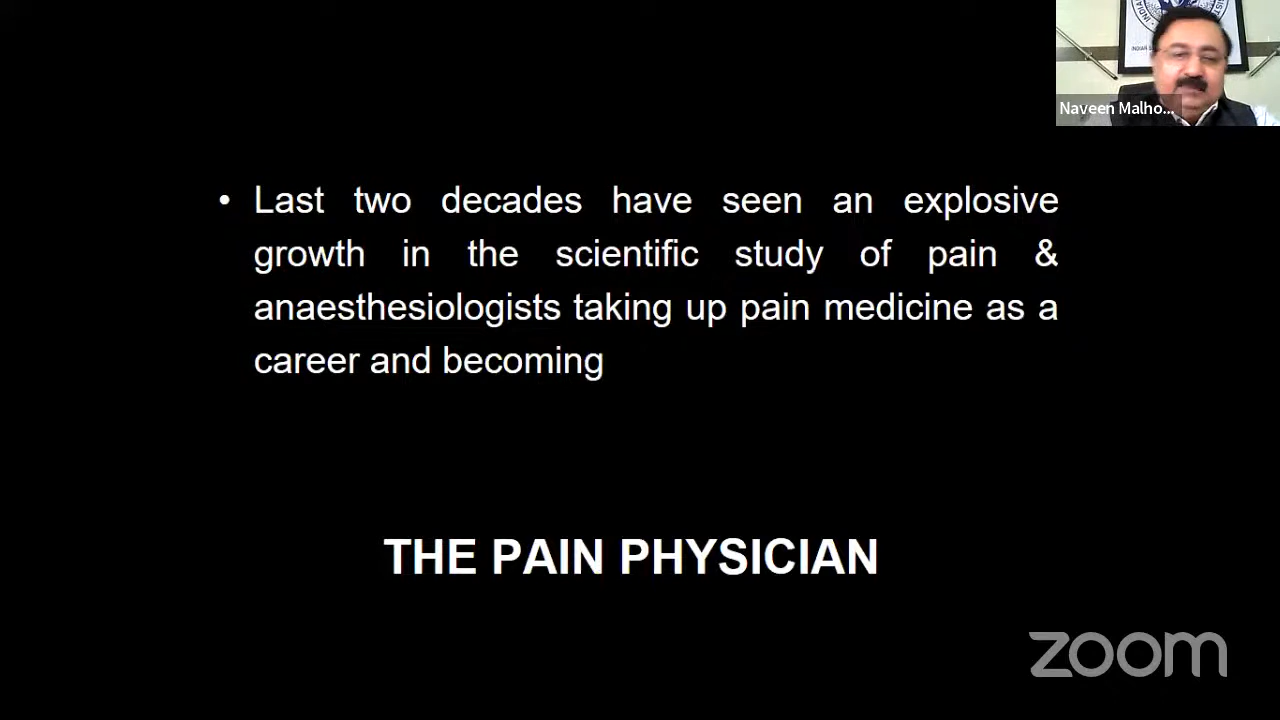 Naveen Malho...
• Last two decades have seen an explosive
growth in the scientific study of pain &
anaesthesiologists taking up pain medicine as a
career and becoming
THE PAIN PHYSICIAN
zoom